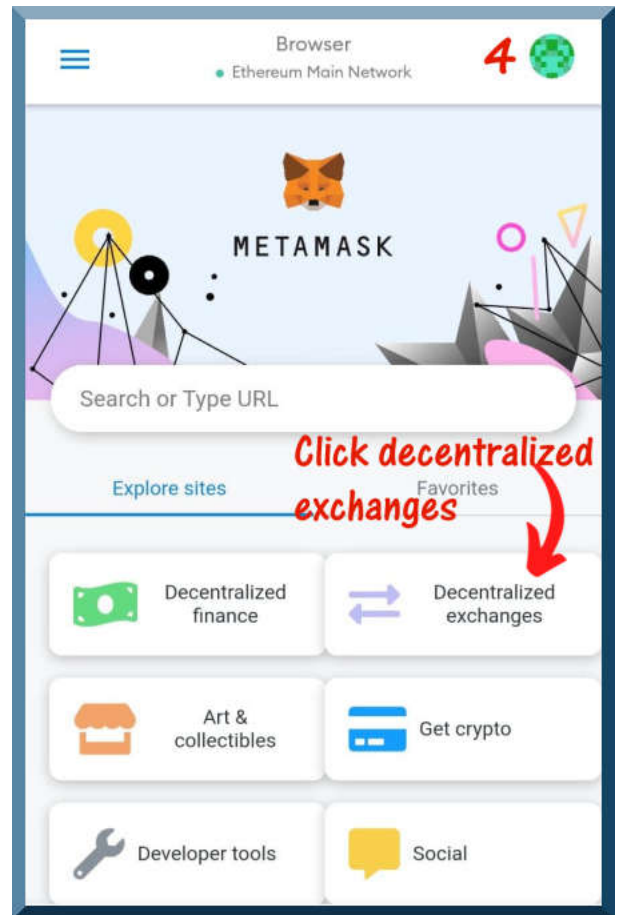 Browser
4
Ethereum Main Network
METAMASK
Search or Type URL
Click decentralized
exchanges
Explore sites
Favorites
Decentralized
finance
Decentralized
exchanges
Art &
collectibles
Get crypto
Developer tools
Social